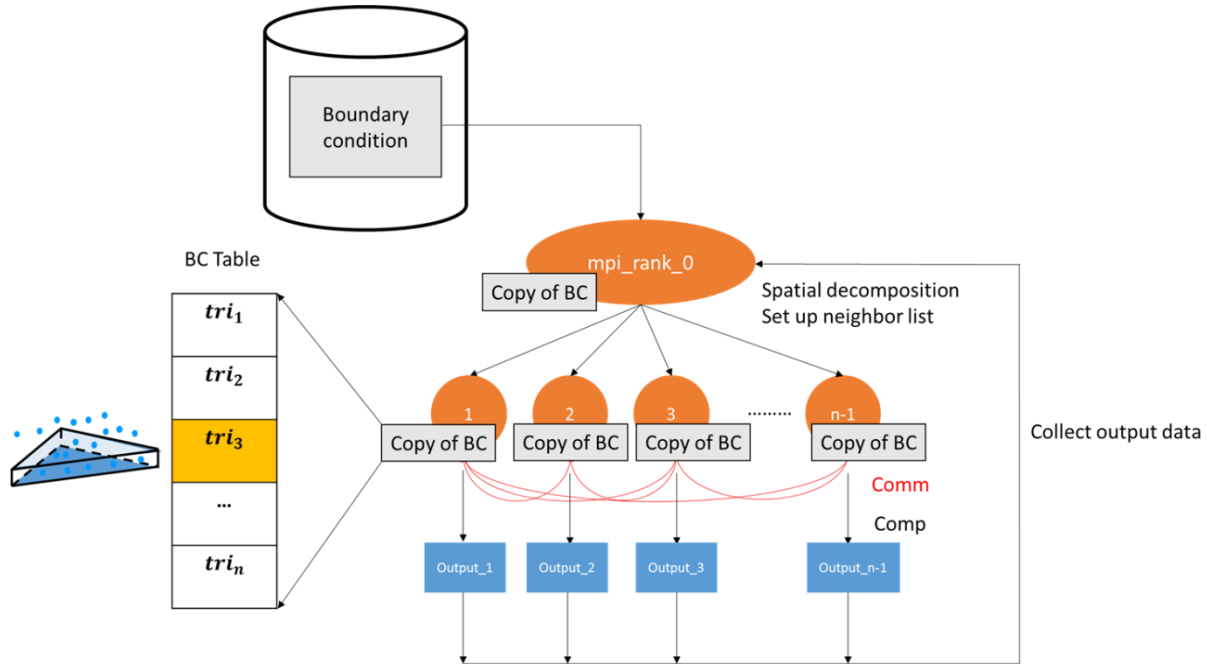 Boundary
condition
mpi_rank_0
Copy of BC
Spatial decomposition
Set up neighbor list
BC Table
tri₁
tri₂
tri₃
...
triₙ
1
2
3
.........
n-1
Copy of BC
Copy of BC
Copy of BC
Copy of BC
Collect output data
Comm
Comp
Output_1
Output_2
Output_3
Output_n-1